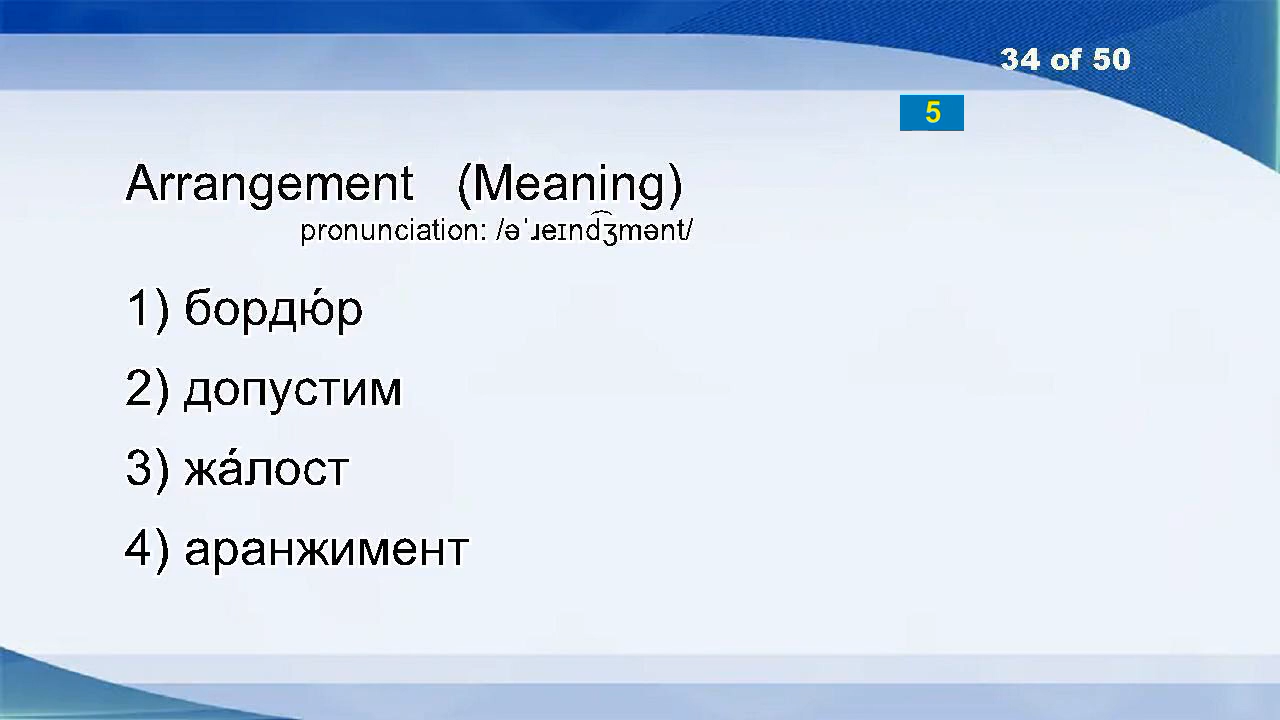 34 of 50
5
Arrangement (Meaning)
pronunciation: /əˈɹeɪnd͡ʒmənt/
1) бордю́р
2) допустим
3) жа́лост
4) аранжимент